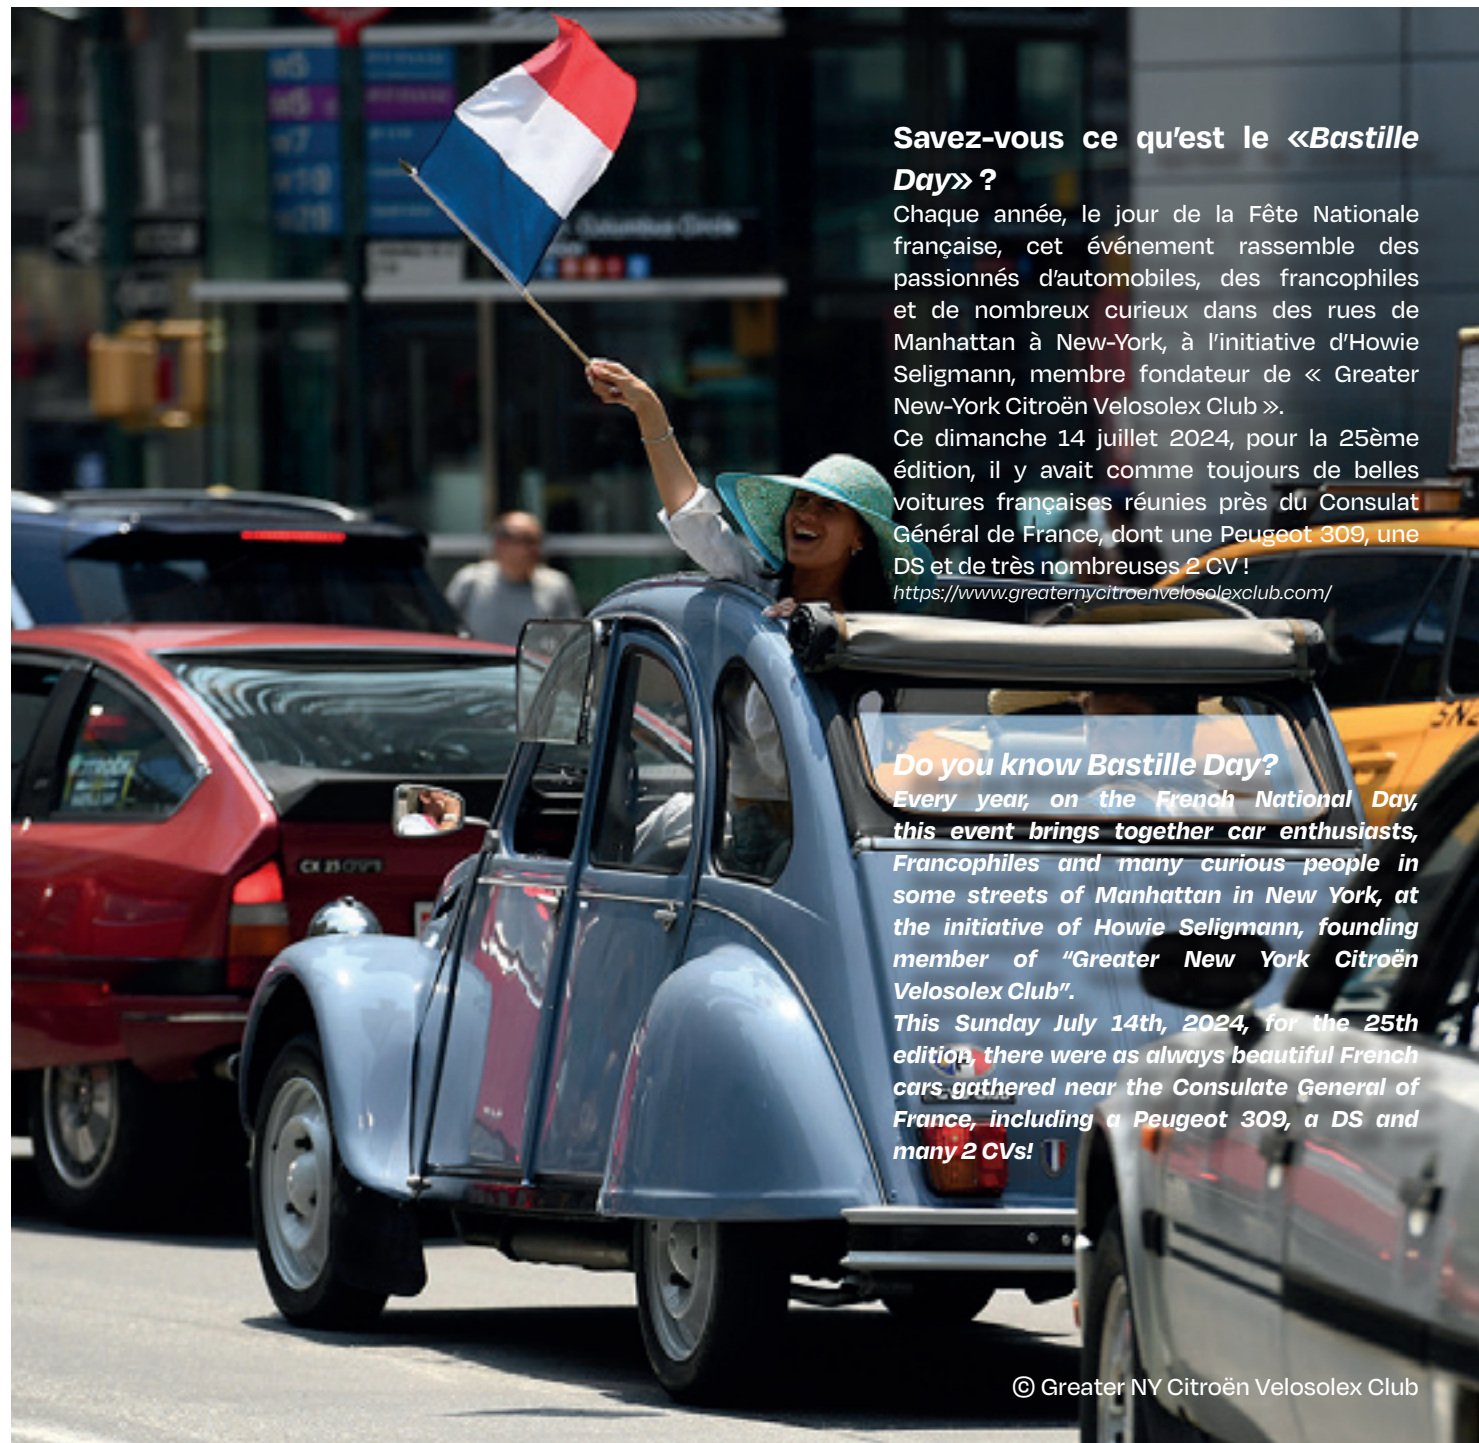 Savez-vous ce qu'est le «Bastille
Day» ?
Chaque année, le jour de la Fête Nationale
française, cet événement rassemble des
passionnés d'automobiles, des francophiles
et de nombreux curieux dans des rues de
Manhattan à New-York, à l'initiative d'Howie
Seligmann, membre fondateur de « Greater
New-York Citroën Velosolex Club ».
Ce dimanche 14 juillet 2024, pour la 25ème
édition, il y avait comme toujours de belles
voitures françaises réunies près du Consulat
Général de France, dont une Peugeot 309, une
DS et de très nombreuses 2 CV !
https://www.greaternycitroenvelosolexclub.com/
Do you know Bastille Day?
Every year, on the French National Day,
this event brings together car enthusiasts,
Francophiles and many curious people in
some streets of Manhattan in New York, at
the initiative of Howie Seligmann, founding
member of “Greater New York Citroën
Velosolex Club”.
This Sunday July 14th, 2024, for the 25th
edition, there were as always beautiful French
cars gathered near the Consulate General of
France, including a Peugeot 309, a DS and
many 2 CVs!
© Greater NY Citroën Velosolex Club
Columbus Circle
CX 25